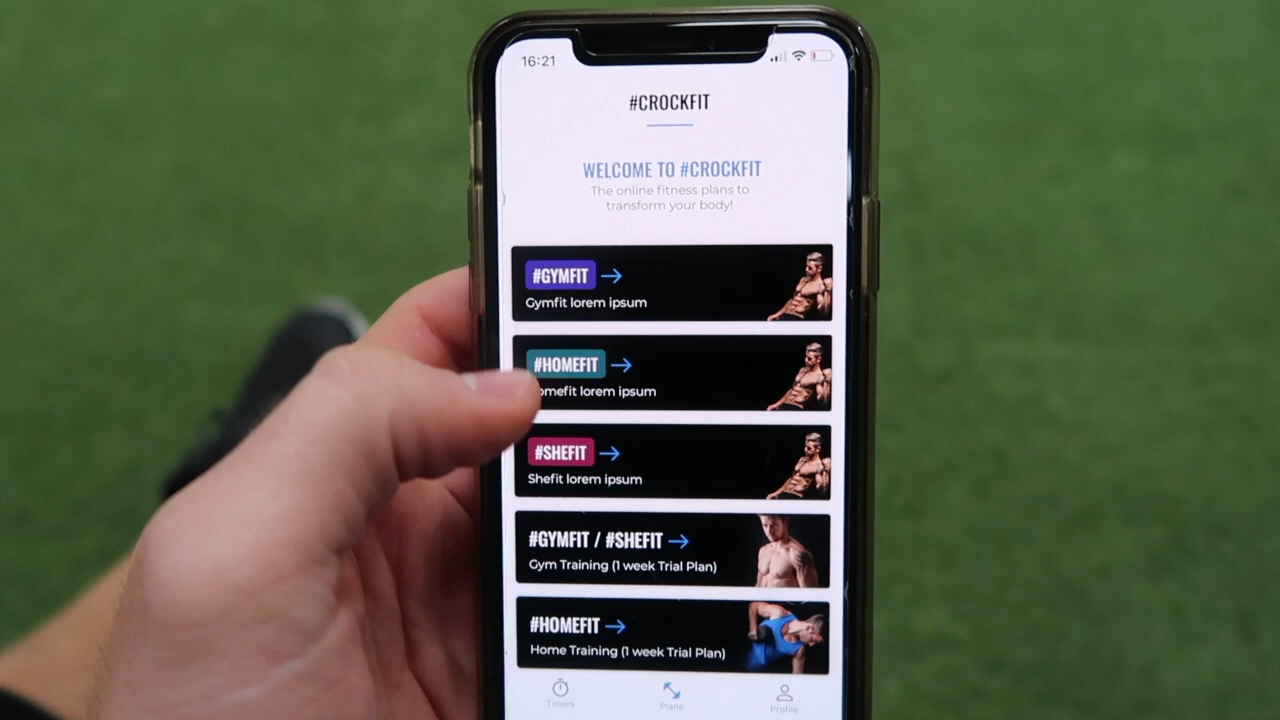 16:21
#CROCKFIT
WELCOME TO #CROCKFIT
The online fitness plans to
transform your body!
#GYMFIT
Gymfit lorem ipsum
#HOMEFIT
omefit lorem ipsum
#SHEFIT
Shefit lorem ipsum
#GYMFIT / #SHEFIT
Gym Training (1 week Trial Plan)
#HOMEFIT
Home Training (1 week Trial Plan)
Timers Plans Profile